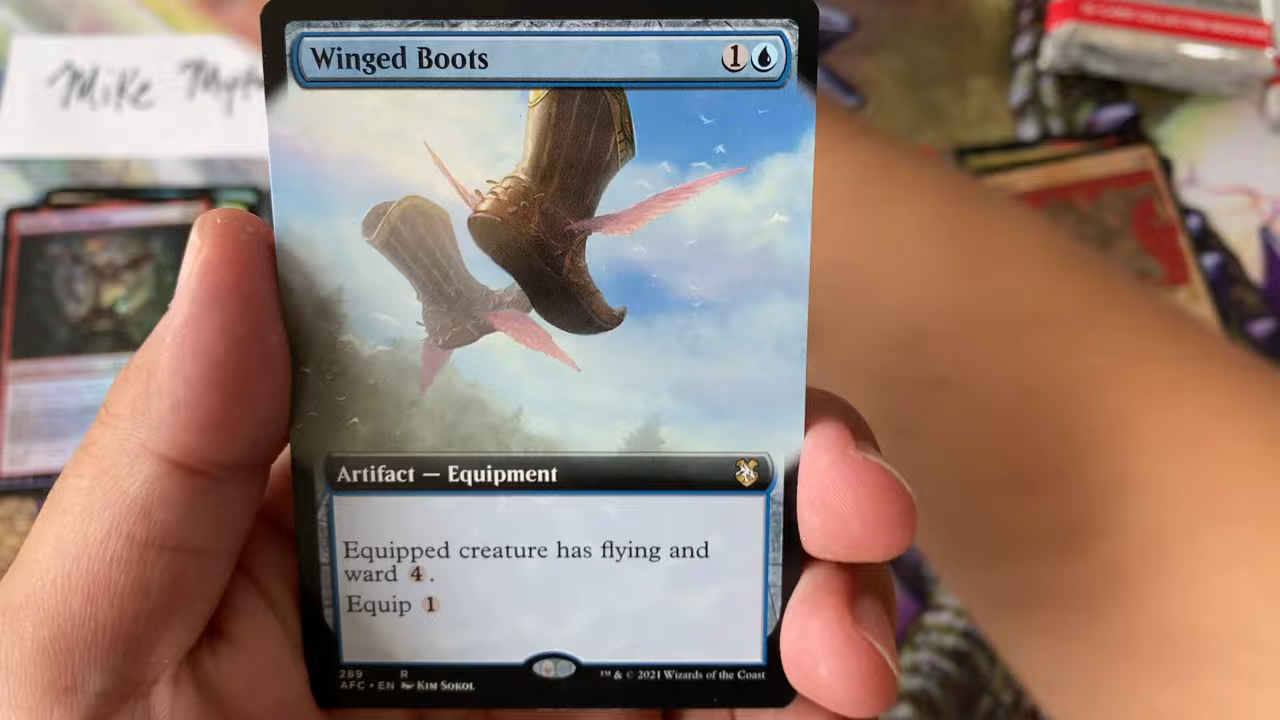 Mike
Winged Boots
1
Artifact — Equipment
Equipped creature has flying and
ward 4.
Equip 1
289 R
AFC • EN Kim Sokol
™ & © 2021 Wizards of the Coast